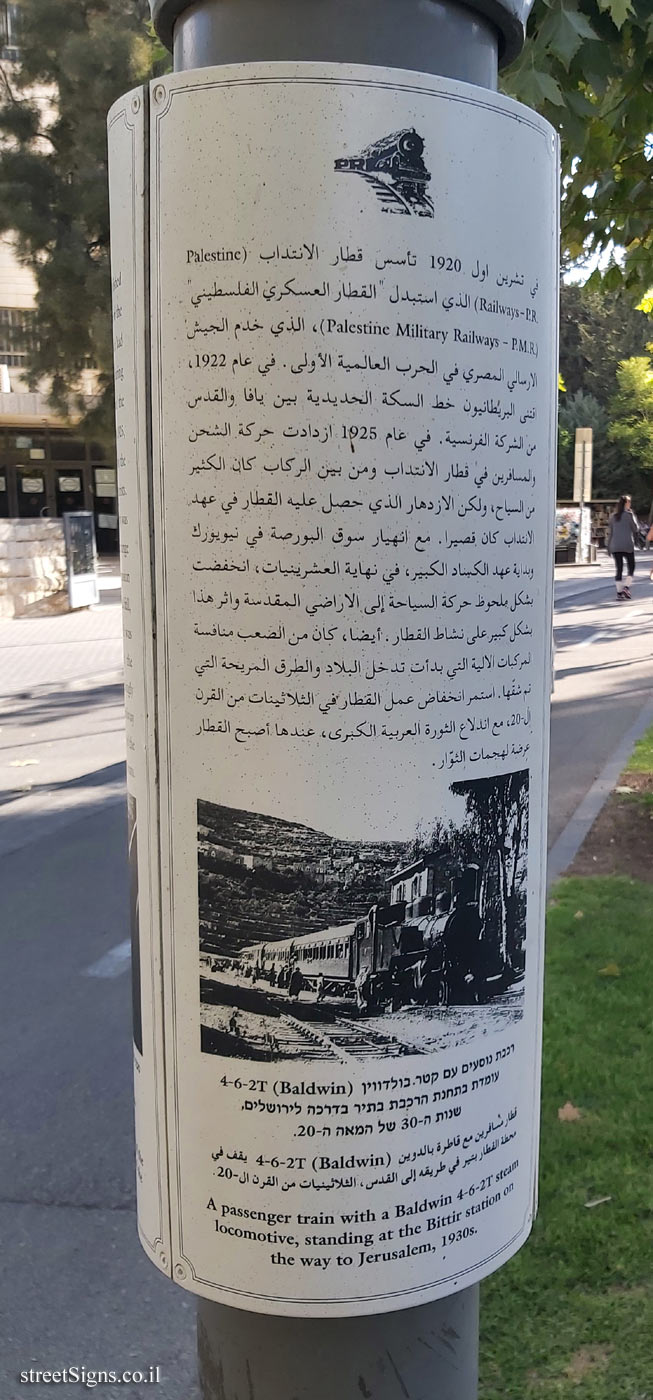 PR
في تشرين اول 1920 تأسس قطار الانتداب (Palestine
Railways - P.R.) الذي استبدل "القطار العسكري الفلسطيني"
(Palestine Military Railways - P.M.R.)، الذي خدم الجيش
الارسالي المصري في الحرب العالمية الأولى. في عام 1922،
اقتنى البريطانيون خط السكة الحديدية بين يافا والقدس
من الشركة الفرنسية. في عام 1925 ازدادت حركة الشحن
والمسافرين في قطار الانتداب ومن بين الركاب كان الكثير
من السياح، ولكن الازدهار الذي حصل عليه القطار في عهد
الانتداب كان قصيرا. مع انهيار سوق البورصة في نيويورك
وبداية عهد الكساد الكبير، في نهاية العشرينيات، انخفضت
بشكل ملحوظ حركة السياحة إلى الاراضي المقدسة واثر هذا
بشكل كبير على نشاط القطار. أيضا، كان من الصعب منافسة
المركبات الالية التي بدأت تدخل البلاد والطرق المريحة التي
تم شقّها. استمر انخفاض عمل القطار في الثلاثينات من القرن
ال-20، مع اندلاع الثورة العربية الكبرى، عندها أصبح القطار
عرضة لهجمات الثوّار.
רכבת נוסעים עם קטר בולדווין 4-6-2T (Baldwin)
עומדת בתחנת הרכבת בתיר בדרכה לירושלים,
שנות ה-30 של המאה ה-20.
قطار مسافرين مع قاطرة بالدوين 4-6-2T (Baldwin) يقف في
محطة القطار بتير في طريقه إلى القدس، الثلاثينيات من القرن ال-20.
A passenger train with a Baldwin 4-6-2T steam
locomotive, standing at the Bittir station on
the way to Jerusalem, 1930s.
streetSigns.co.il